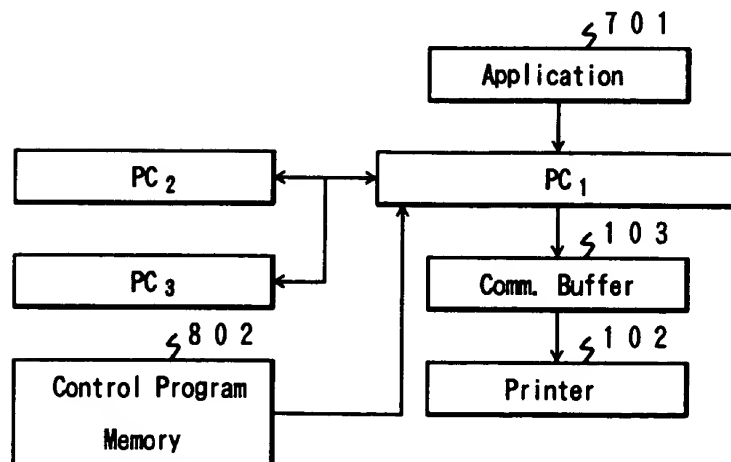 701
Application
PC2
PC1
PC3
103
Comm. Buffer
802
Control Program
Memory
102
Printer